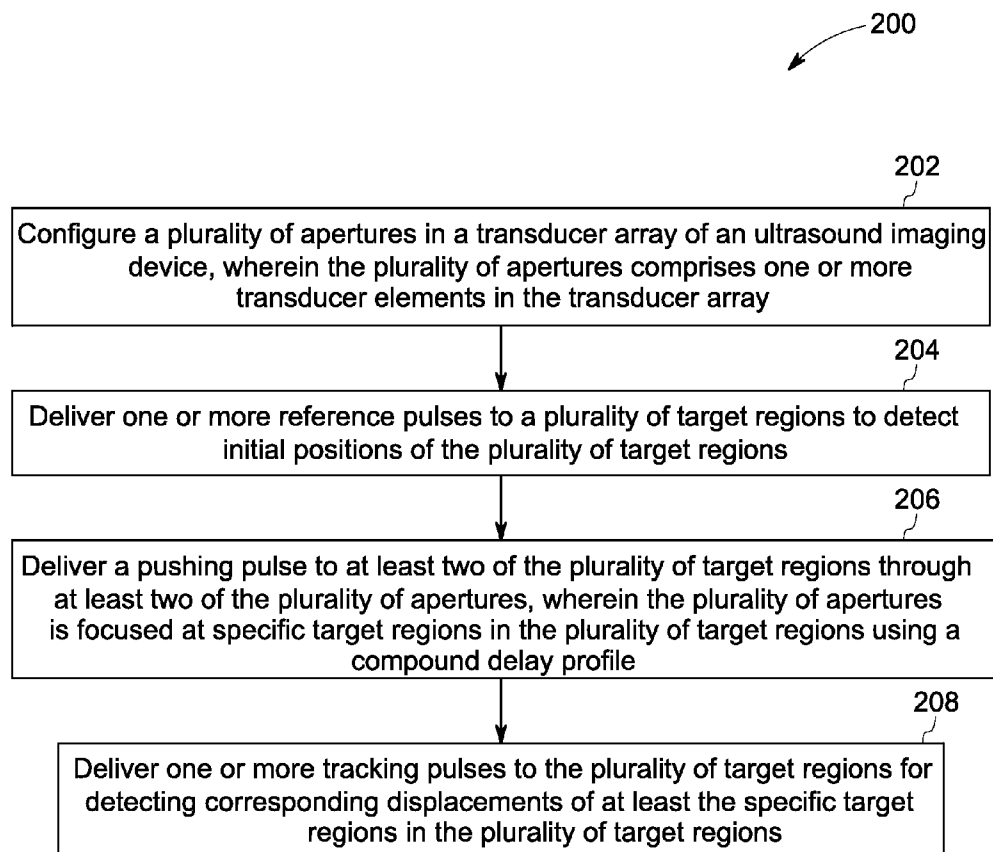 200
202
Configure a plurality of apertures in a transducer array of an ultrasound imaging
device, wherein the plurality of apertures comprises one or more
transducer elements in the transducer array
204
Deliver one or more reference pulses to a plurality of target regions to detect
initial positions of the plurality of target regions
206
Deliver a pushing pulse to at least two of the plurality of target regions through
at least two of the plurality of apertures, wherein the plurality of apertures
is focused at specific target regions in the plurality of target regions using a
compound delay profile
208
Deliver one or more tracking pulses to the plurality of target regions for
detecting corresponding displacements of at least the specific target
regions in the plurality of target regions